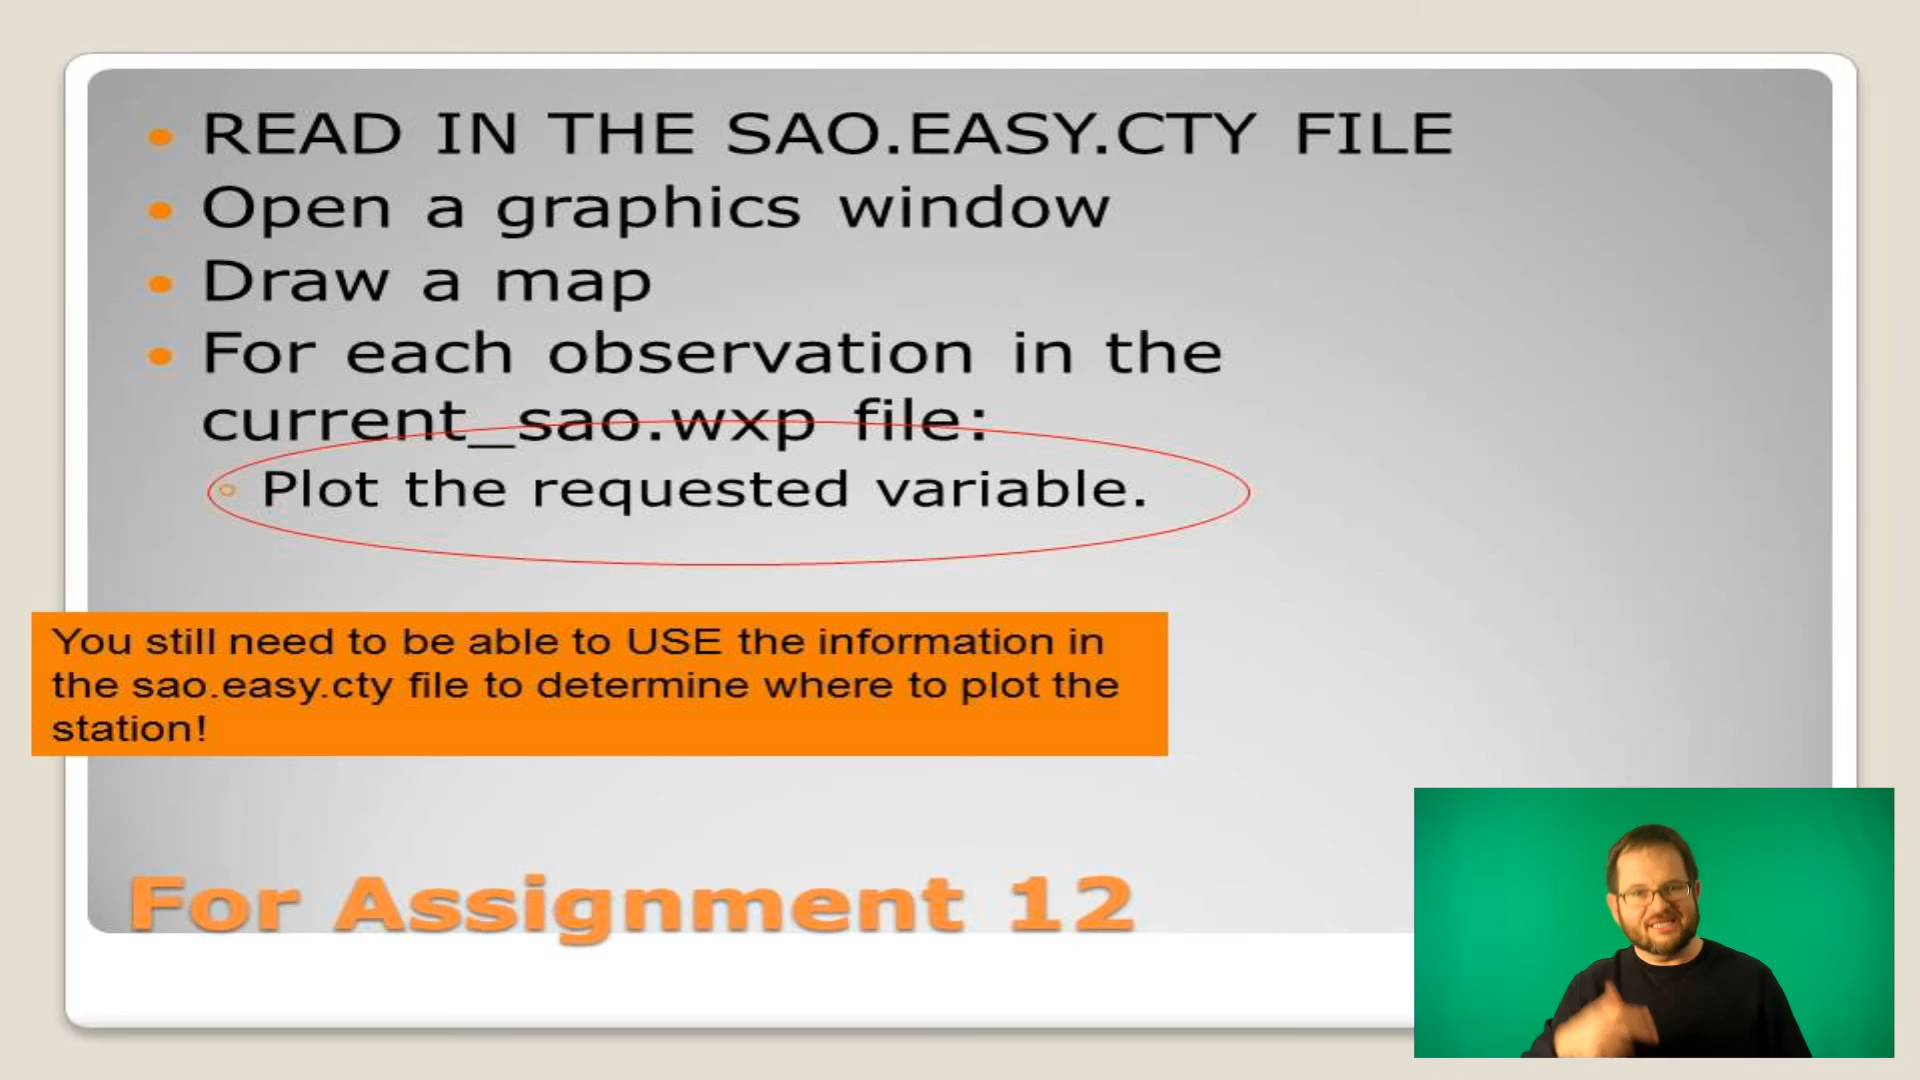 READ IN THE SAO.EASY.CTY FILE
Open a graphics window
Draw a map
For each observation in the
current_sao.wxp file:
Plot the requested variable.
You still need to be able to USE the information in
the sao.easy.cty file to determine where to plot the
station!
For Assignment 12